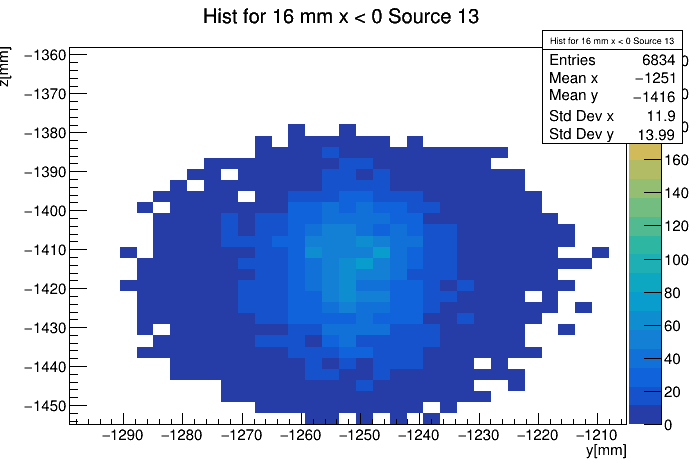 Hist for 16 mm x < 0 Source 13
z[mm]
Hist for 16 mm x < 0 Source 13
Entries 6834
Mean x −1251
Mean y −1416
Std Dev x 11.9
Std Dev y 13.99
−1360
−1370
−1380
−1390
−1400
−1410
−1420
−1430
−1440
−1450
−1290 −1280 −1270 −1260 −1250 −1240 −1230 −1220 −1210
y[mm]
160
140
120
100
80
60
40
20
0